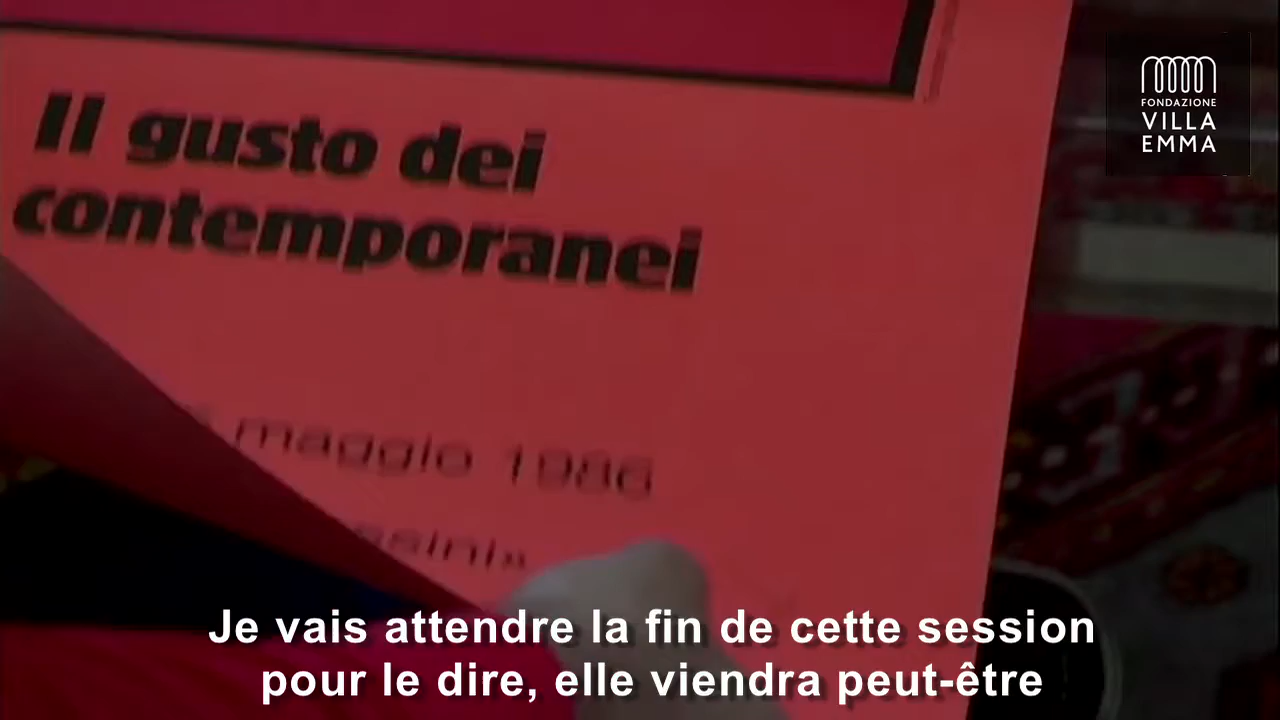 Il gusto dei
contemporanei
maggio 1986
FONDAZIONE
VILLA
EMMA
Je vais attendre la fin de cette session
pour le dire, elle viendra peut-être